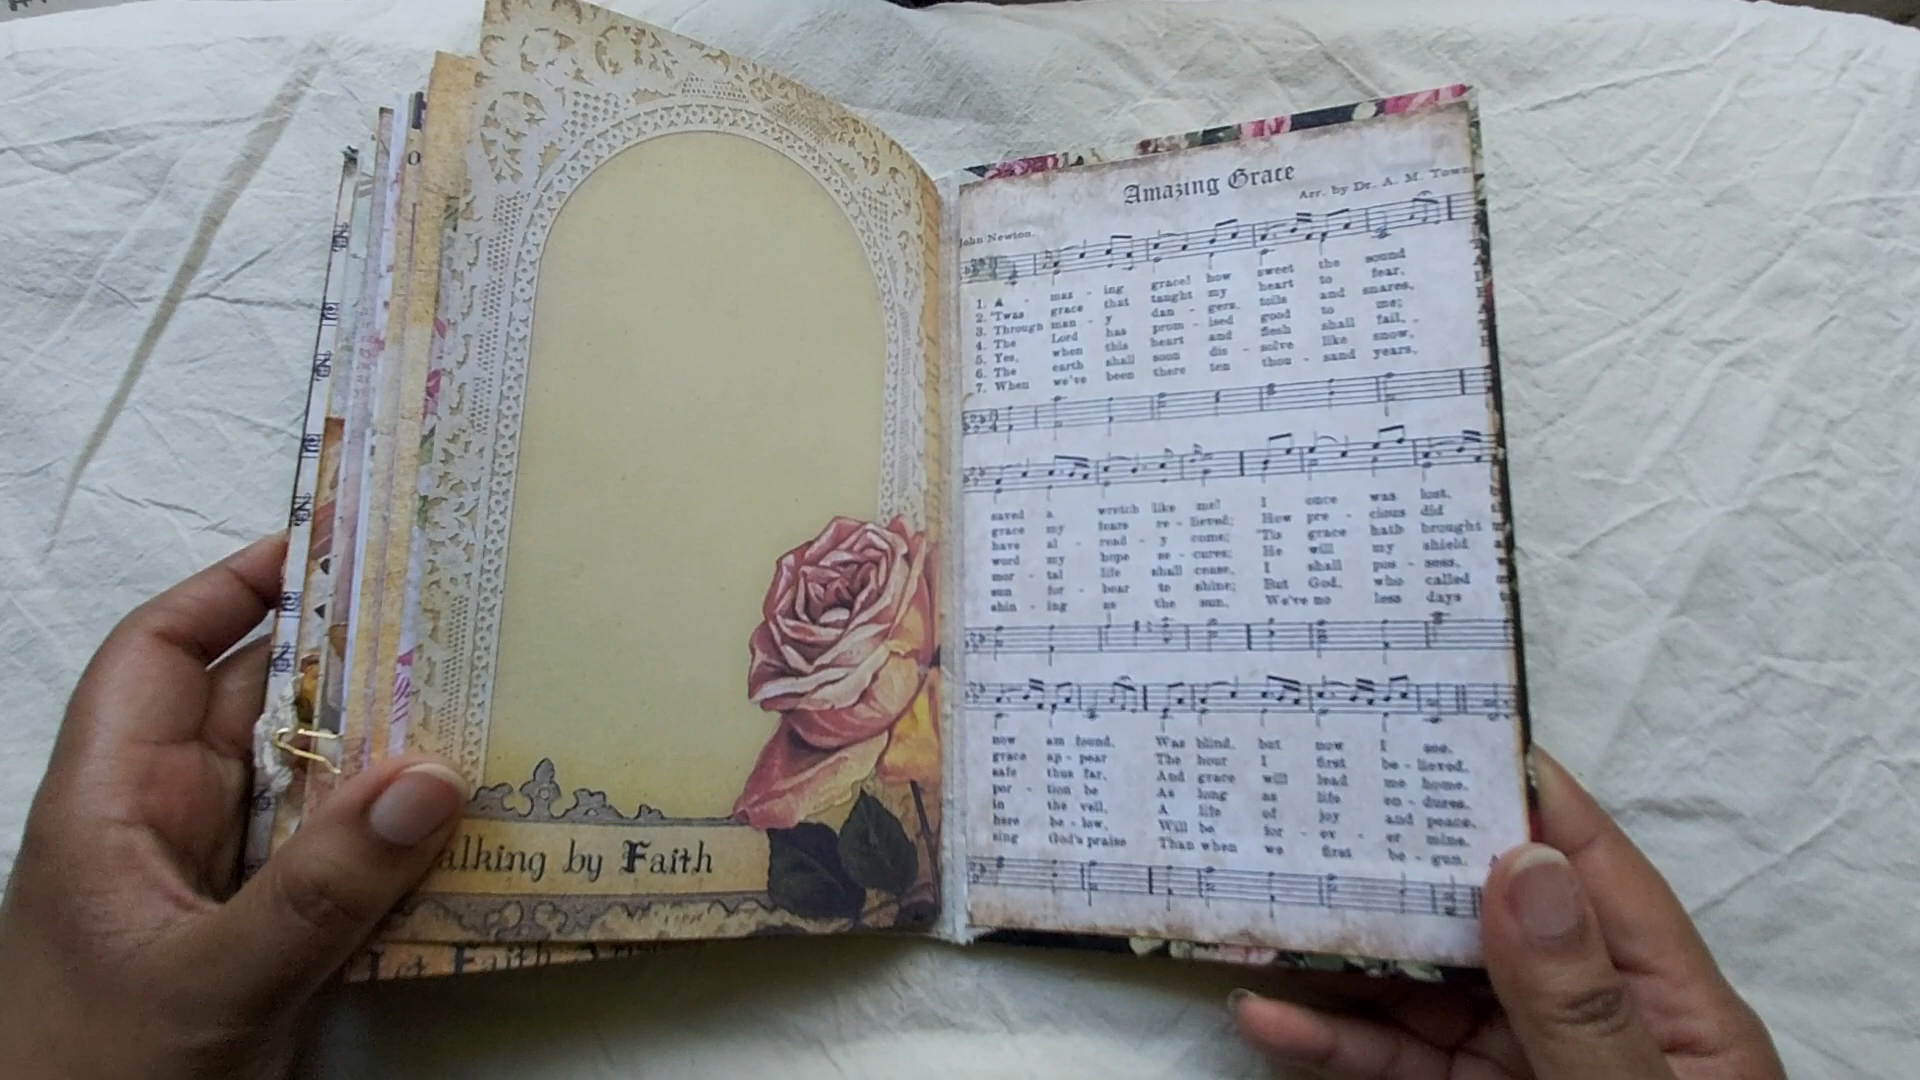 alking by Faith
Let Faith
Amazing Grace
Arr. by Dr. A. M. Town
John Newton.
1. A - maz - ing grace! how sweet the sound
2. 'Twas grace that taught my heart to fear,
3. Through man - y dan - gers, toils and snares,
4. The Lord has prom - ised good to me;
5. Yes, when this heart and flesh shall fail,
6. The earth shall soon dis - solve like snow,
7. When we've been there ten thou - sand years,
saved a wretch like me! I once was lost,
grace my fears re - lieved; How pre - cious did
have al - read - y come; 'Tis grace hath brought
word my hope se - cures; He will my shield
mor - tal life shall cease, I shall pos - sess,
sun for - bear to shine; But God, who called
shin - ing as the sun, We've no less days
now am found, Was blind, but now I see.
grace ap - pear The hour I first be - lieved.
safe thus far, And grace will lead me home.
por - tion be As long as life en - dures.
in the veil, A life of joy and peace.
here be - low, Will be for - ev - er mine.
sing God's praise Than when we first be - gun.